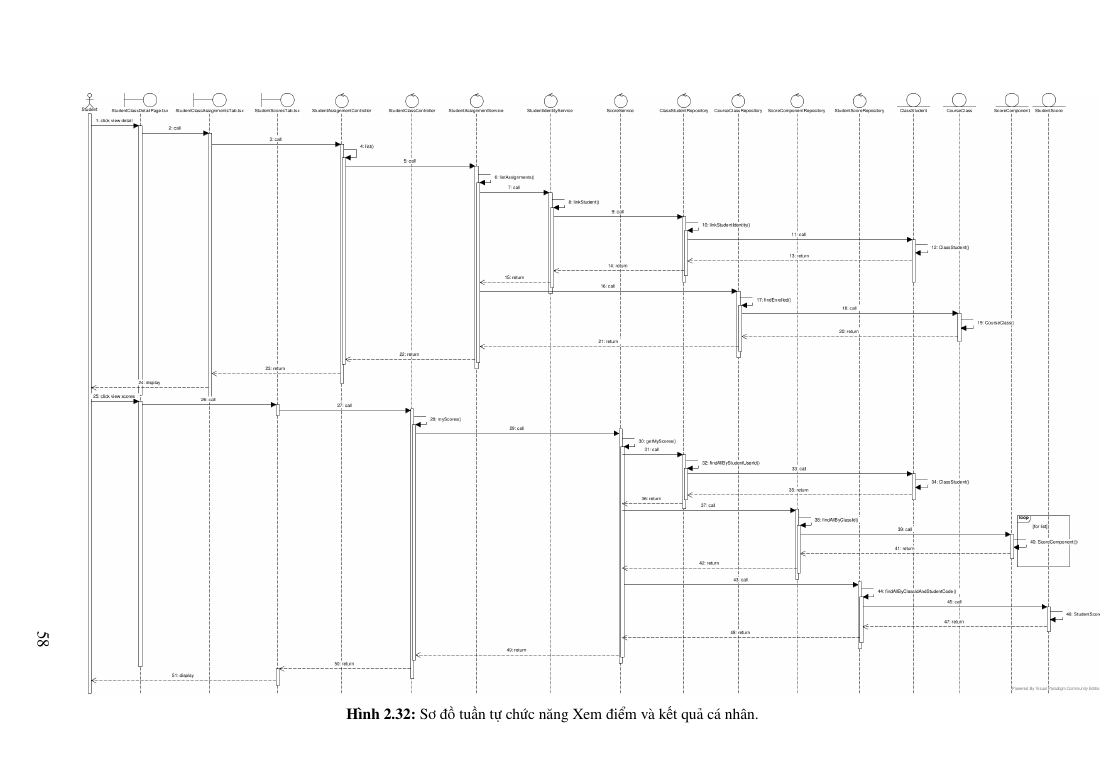 Student
StudentClassDetailPage.tsx
StudentClassAssignmentsTab.tsx
StudentScoresTab.tsx
StudentAssignmentController
StudentClassController
StudentAssignmentService
StudentIdentityService
ScoreService
ClassStudentRepository
CourseClassRepository
ScoreComponentRepository
StudentScoreRepository
ClassStudent
CourseClass
ScoreComponent
StudentScore
1: click view detail
2: call
3: call
4: list()
5: call
6: listAssignments()
7: call
8: linkStudent()
9: call
10: linkStudentIdentity()
11: call
12: ClassStudent()
13: return
14: return
15: return
16: call
17: findEnrolled()
18: call
19: CourseClass()
20: return
21: return
22: return
23: return
24: display
25: click view scores
26: call
27: call
28: myScores()
29: call
30: getMyScores()
31: call
32: findAllByStudentUserId()
33: call
34: ClassStudent()
35: return
36: return
37: call
38: findAllByClassId()
loop
[for list]
39: call
40: ScoreComponent()
41: return
42: return
43: call
44: findAllByClassIdAndStudentCode()
45: call
46: StudentScore
47: return
48: return
49: return
50: return
51: display
Powered By Visual Paradigm Community Edition
58
Hình 2.32: Sơ đồ tuần tự chức năng Xem điểm và kết quả cá nhân.